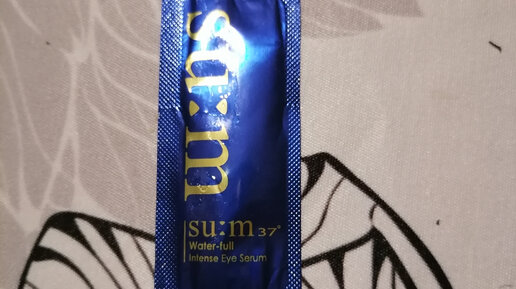 su:m
su:m37°
Water-full
Intense Eye Serum